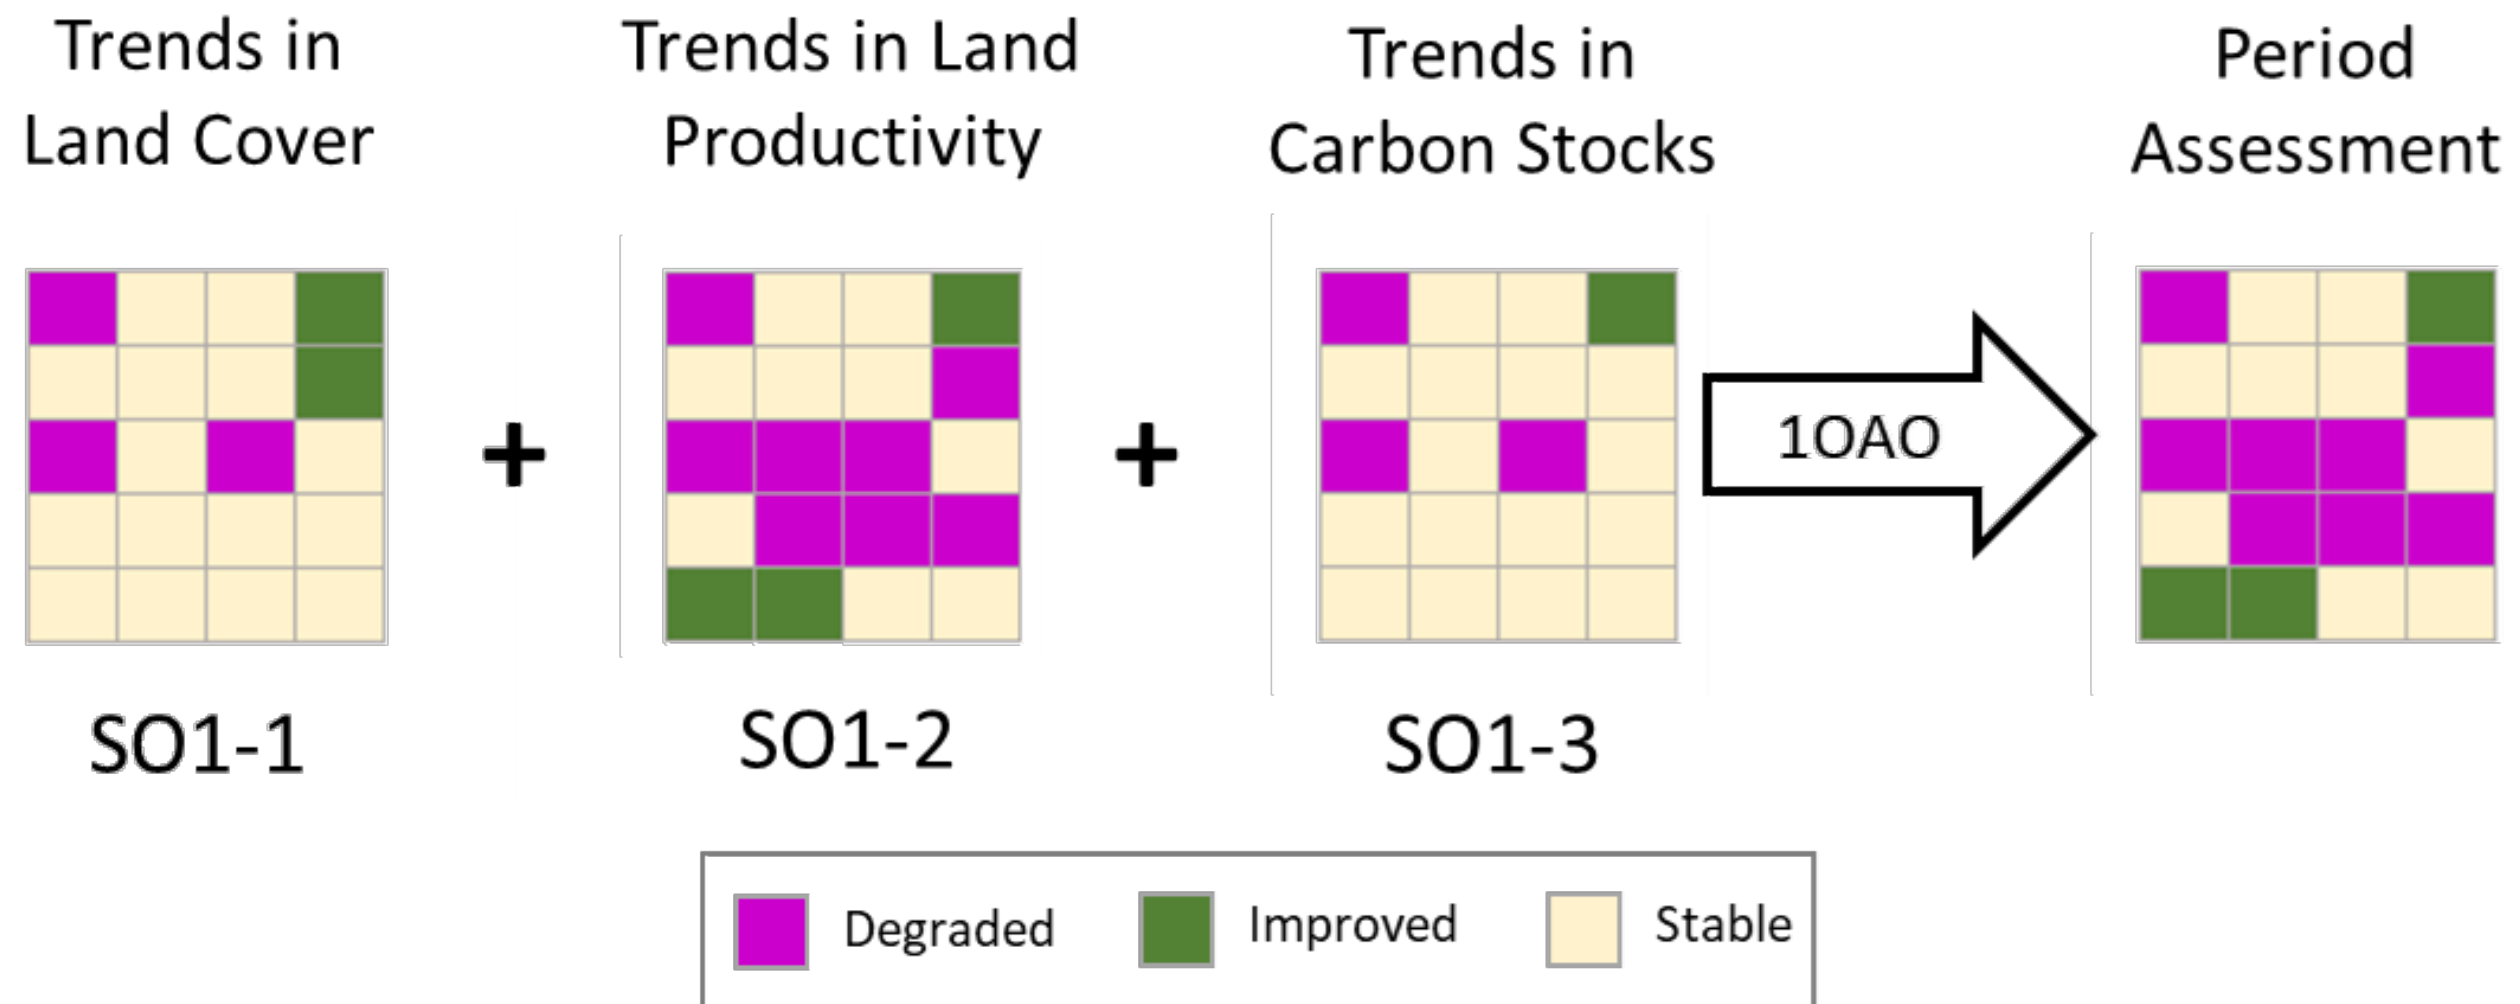 Trends in
Land Cover
Trends in Land
Productivity
Trends in
Carbon Stocks
Period
Assessment
+
+
1OAO
SO1-1
SO1-2
SO1-3
Degraded
Improved
Stable